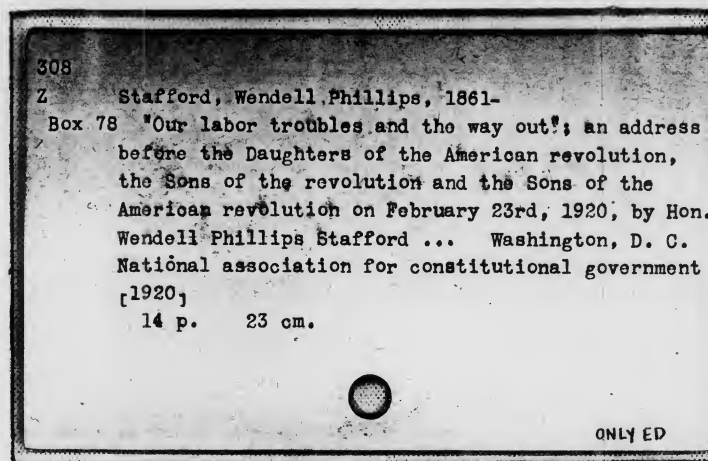 308
Z Stafford, Wendell Phillips, 1861-
Box 78 "Our labor troubles and the way out"; an address
before the Daughters of the American revolution,
the Sons of the revolution and the Sons of the
American revolution on February 23rd, 1920, by Hon.
Wendell Phillips Stafford ... Washington, D. C.
National association for constitutional government
[1920]
14 p. 23 cm.
ONLY ED